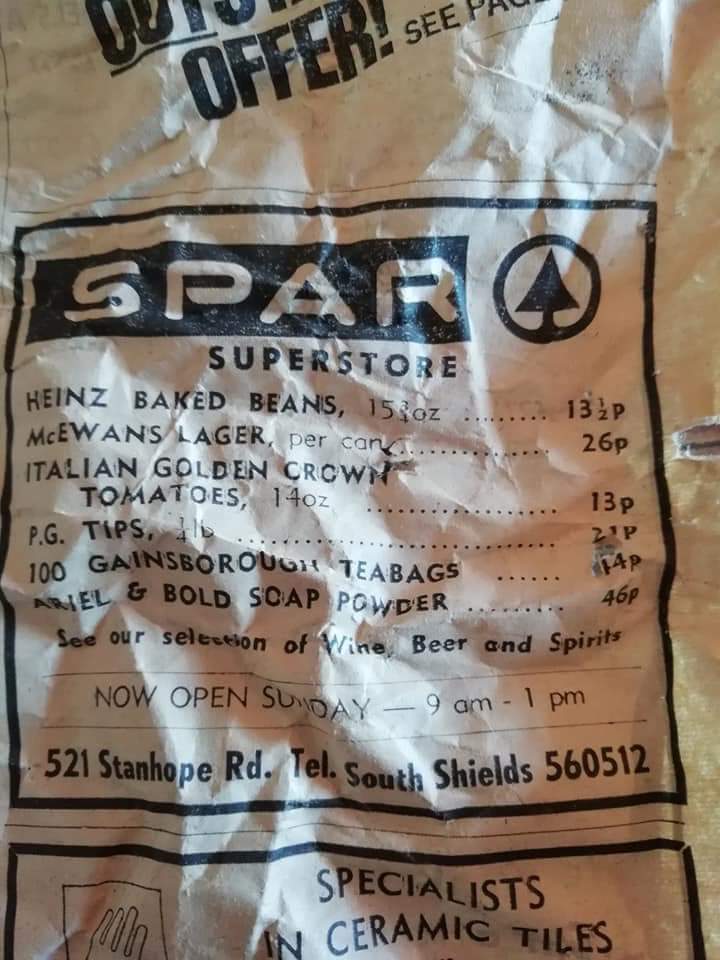 OFFER! SEE
SPAR
SUPERSTORE
HEINZ BAKED BEANS, 15¾oz ........ 13½P
McEWANS LAGER, per can ................ 26p
ITALIAN GOLDEN CROWN
TOMATOES, 14oz .................... 13p
P.G. TIPS, ¼lb ................................ 21P
100 GAINSBOROUGH TEABAGS ...... 
ARIEL & BOLD SOAP POWDER ......... 46P
See our selection of Wine, Beer and Spirits
NOW OPEN SUNDAY — 9 am - 1 pm
521 Stanhope Rd. Tel. South Shields 560512
SPECIALISTS
IN CERAMIC TILES